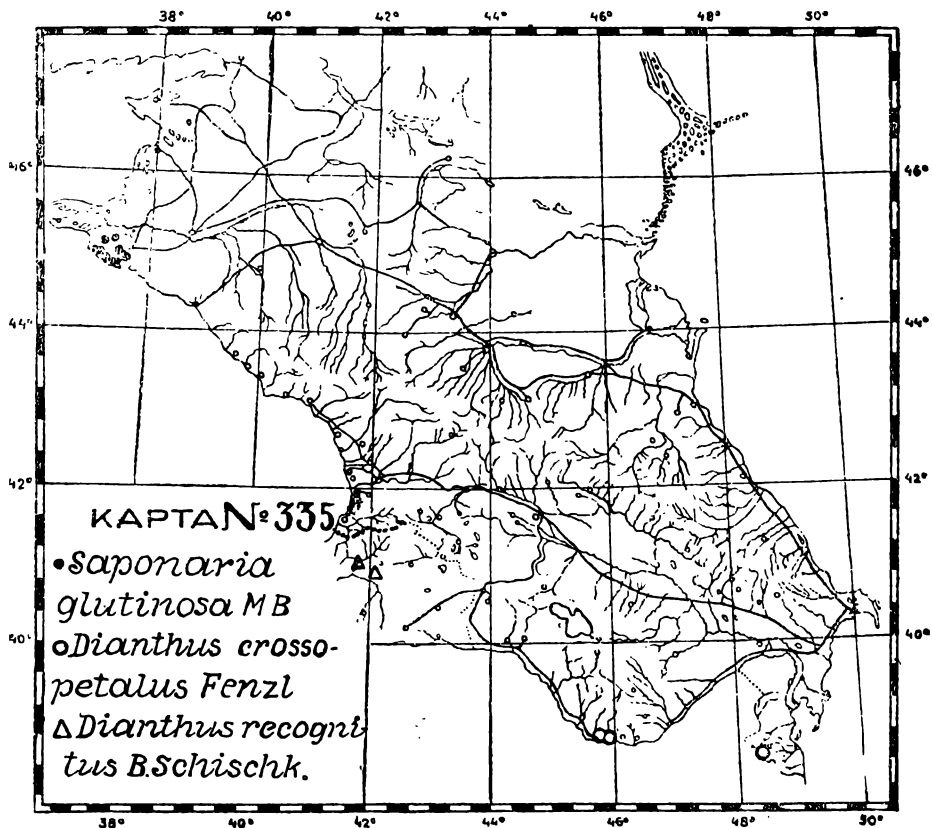 38° 40° 42° 44° 46° 48° 50°
46° 46°
44° 44°
42° 42°
КАРТА № 335
•Saponaria
glutinosa MB
○Dianthus crosso-
petalus Fenzl
△Dianthus recogni-
tus B.Schischk.
40° 40°
38° 40° 42° 44° 46° 48° 50°